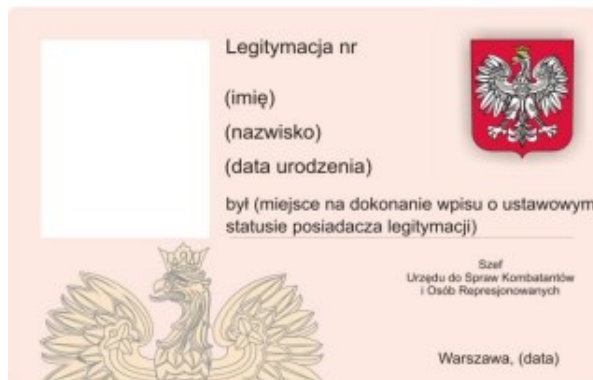 Legitymacja nr
(imię)
(nazwisko)
(data urodzenia)
był (miejsce na dokonanie wpisu o ustawowym
statusie posiadacza legitymacji)
Szef
Urzędu do Spraw Kombatantów
i Osób Represjonowanych
Warszawa, (data)